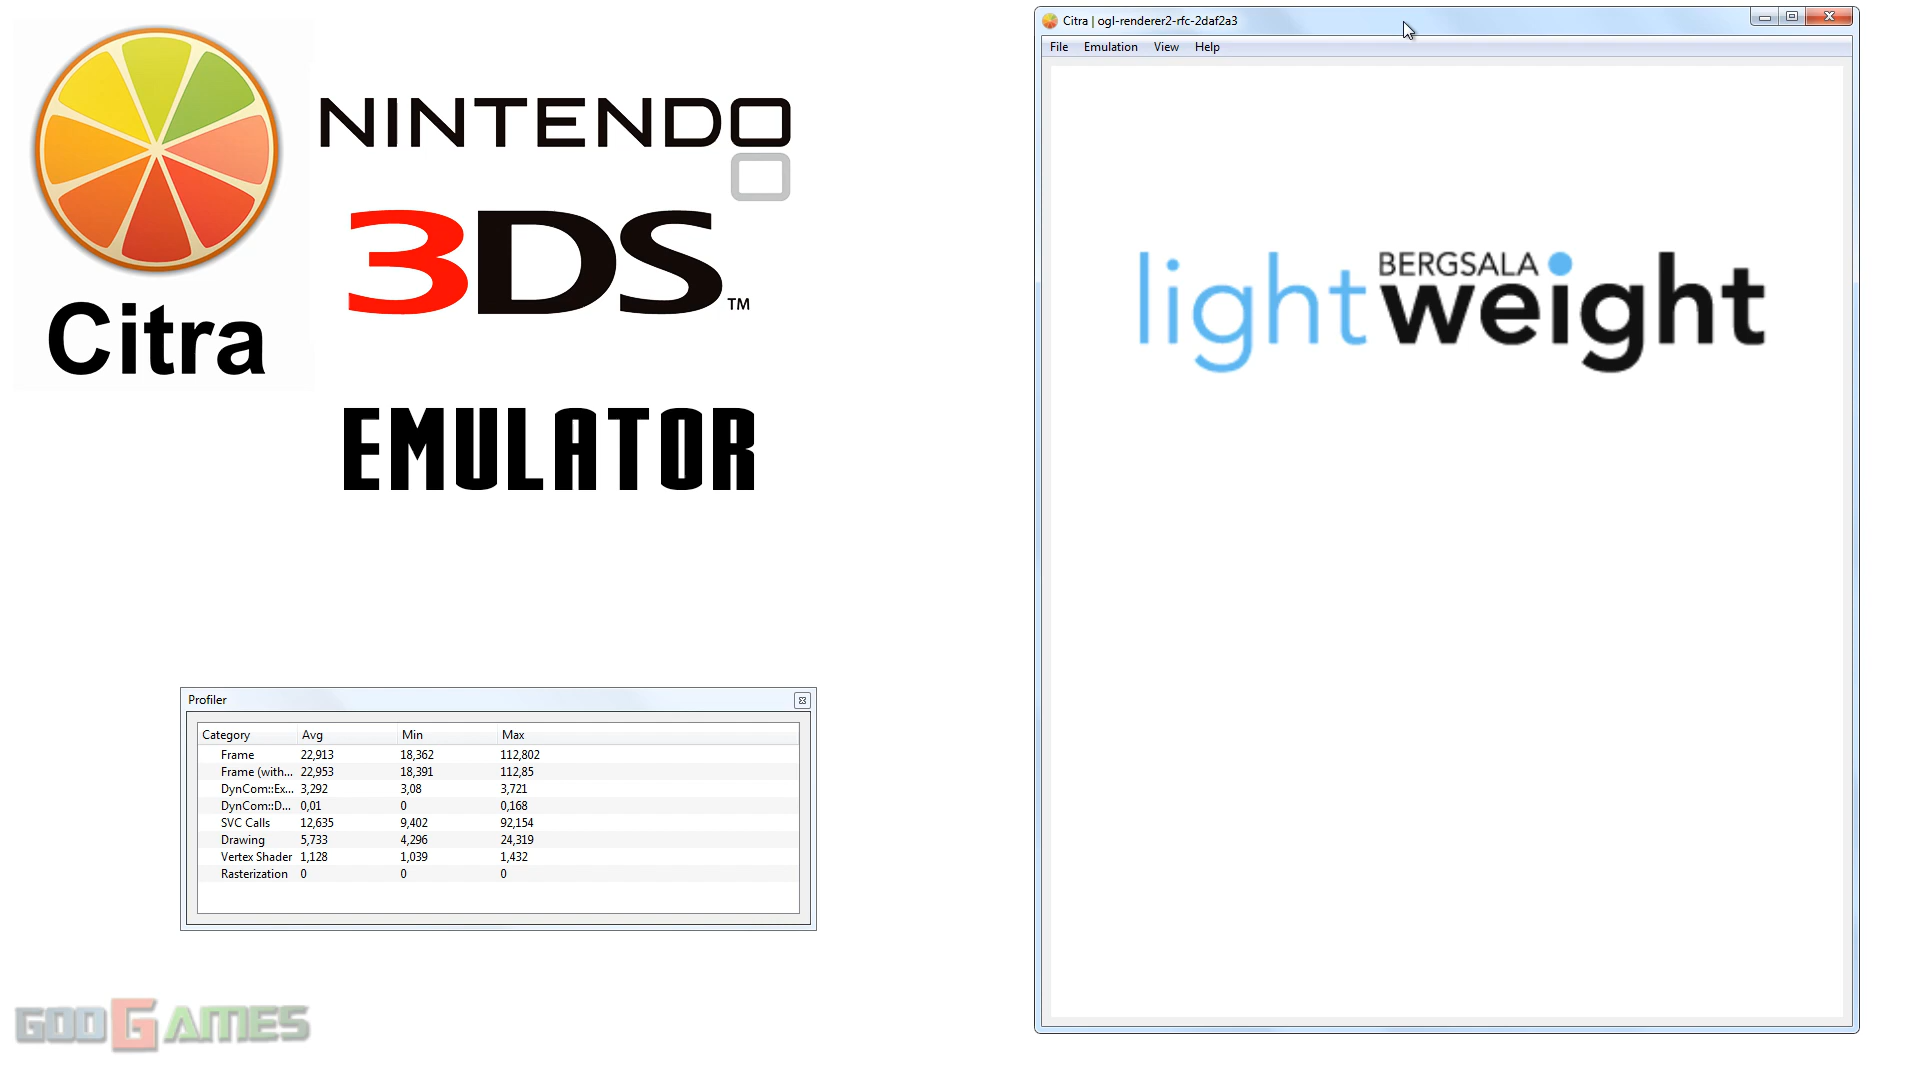 NINTENDO
3DS™
Citra
EMULATOR
Citra | ogl-renderer2-rfc-2daf2a3
File Emulation View Help
BERGSALA
lightweight
Profiler
Category Avg Min Max
Frame 22,913 18,362 112,802
Frame (with... 22,953 18,391 112,85
DynCom::Ex... 3,292 3,08 3,721
DynCom::D... 0,01 0 0,168
SVC Calls 12,635 9,402 92,154
Drawing 5,733 4,296 24,319
Vertex Shader 1,128 1,039 1,432
Rasterization 0 0 0
GOD GAMES